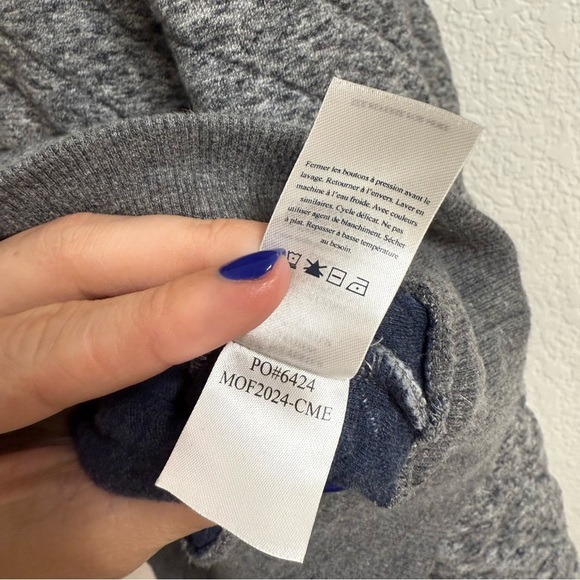 Fermer les boutons à pression avant le
lavage. Retourner à l'envers. Laver en
machine à l'eau froide. Avec couleurs
similaires. Cycle délicat. Ne pas
utiliser agent de blanchiment. Sécher
à plat. Repasser à basse température
au besoin.
PO#6424
MOF2024-CME